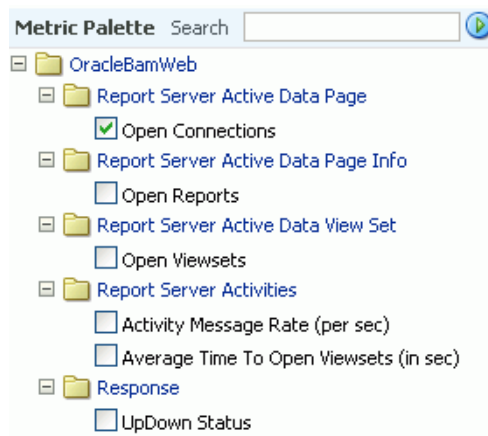 Metric Palette Search
OracleBamWeb
Report Server Active Data Page
Open Connections
Report Server Active Data Page Info
Open Reports
Report Server Active Data View Set
Open Viewsets
Report Server Activities
Activity Message Rate (per sec)
Average Time To Open Viewsets (in sec)
Response
UpDown Status